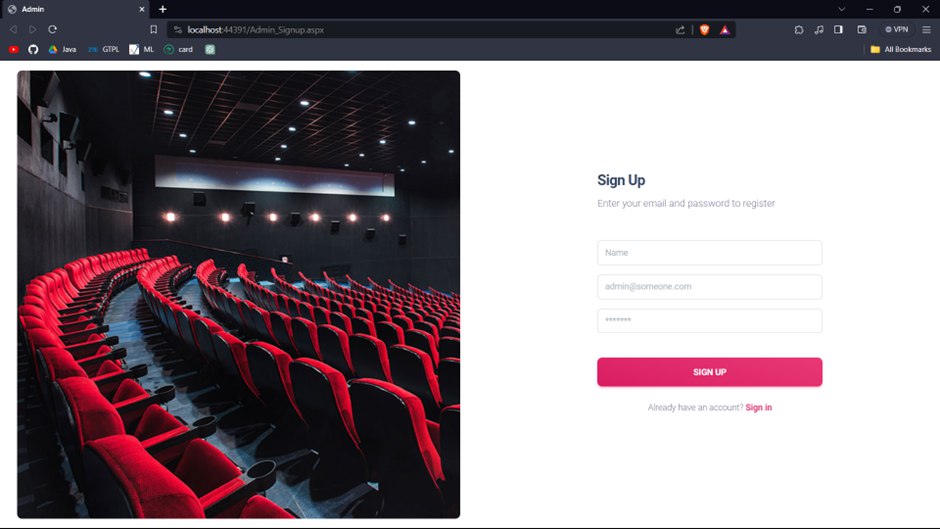 Admin
localhost:44391/Admin_Signup.aspx
VPN
Java
GTPL
ML
card
All Bookmarks
Sign Up
Enter your email and password to register
Name
admin@someone.com
*******
SIGN UP
Already have an account? Sign in